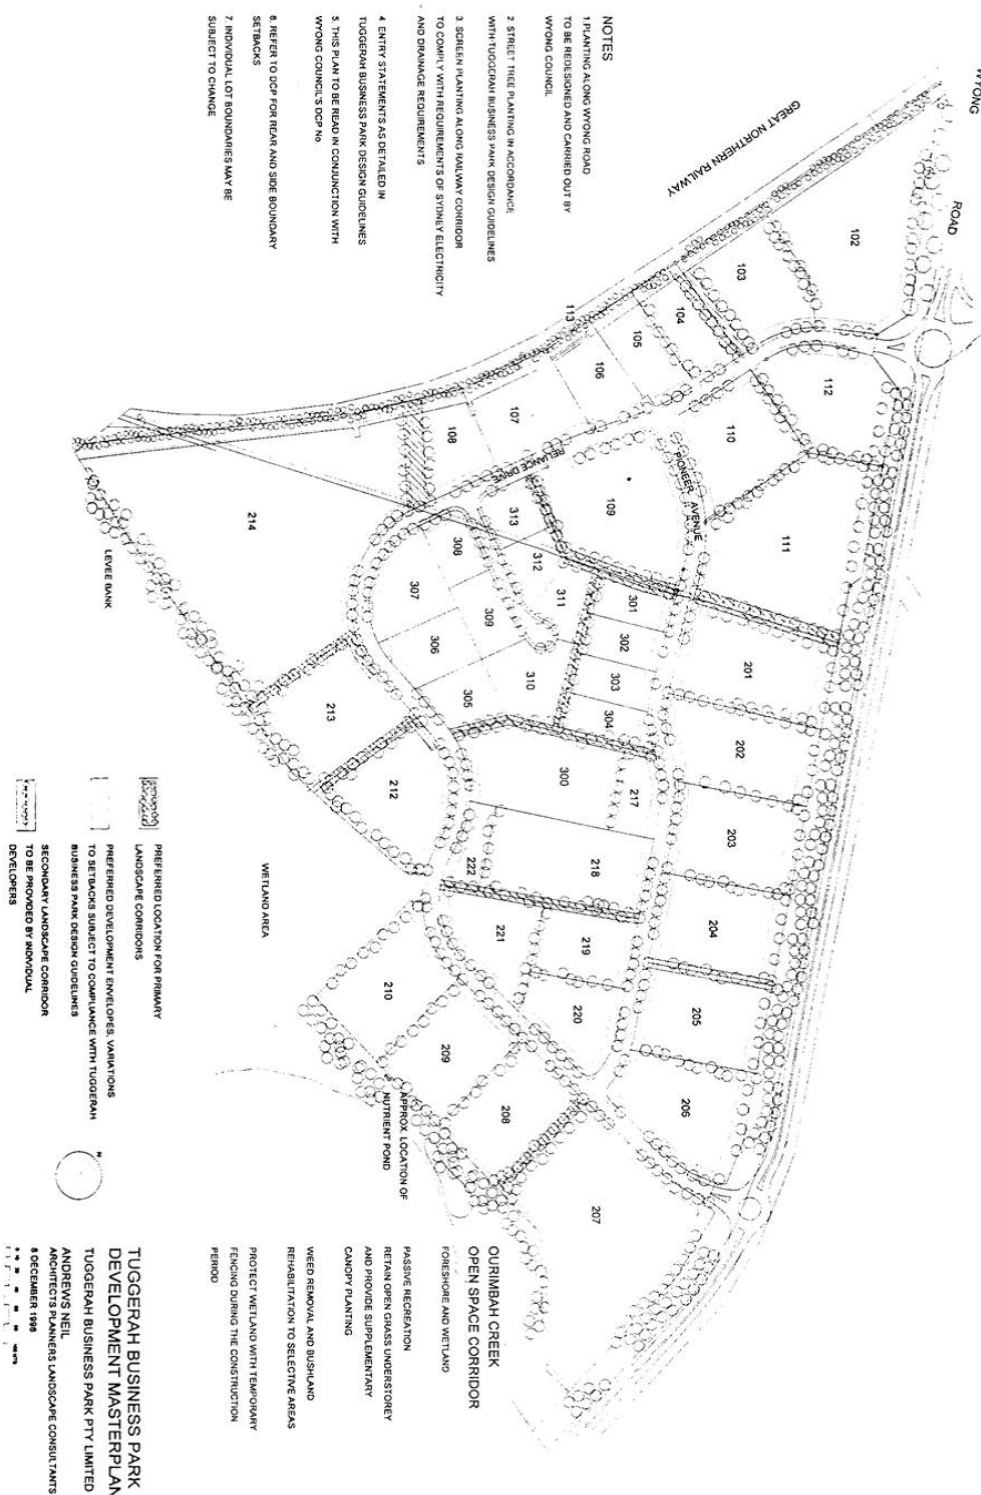 NOTES
1 PLANTING ALONG WYONG ROAD
TO BE REDESIGNED AND CARRIED OUT BY
WYONG COUNCIL
2 STREET TREE PLANTING IN ACCORDANCE
WITH TUGGERAH BUSINESS PARK DESIGN GUIDELINES
3 SCREEN PLANTING ALONG RAILWAY CORRIDOR
TO COMPLY WITH REQUIREMENTS OF SYDNEY ELECTRICITY
AND DRAINAGE REQUIREMENTS
4 ENTRY STATEMENTS AS DETAILED IN
TUGGERAH BUSINESS PARK DESIGN GUIDELINES
5. THIS PLAN TO BE READ IN CONJUNCTION WITH
WYONG COUNCIL'S DCP No
6. REFER TO DCP FOR REAR AND SIDE BOUNDARY
SETBACKS
7. INDIVIDUAL LOT BOUNDARIES MAY BE
SUBJECT TO CHANGE
WYONG
ROAD
GREAT NORTHERN RAILWAY
102
103
104
105
106
107
108
113
112
110
111
109
PIONEER AVENUE
RELIANCE DRIVE
313
312
311
308
309
310
307
306
305
301
302
303
304
201
202
203
204
205
206
207
208
209
210
212
213
214
217
300
218
222
221
219
220
LEVEE BANK
WETLAND AREA
APPROX. LOCATION OF
NUTRIENT POND
OURIMBAH CREEK
OPEN SPACE CORRIDOR
FORESHORE AND WETLAND
PASSIVE RECREATION
RETAIN OPEN GRASS UNDERSTOREY
AND PROVIDE SUPPLEMENTARY
CANOPY PLANTING
WEED REMOVAL AND BUSHLAND
REHABILITATION TO SELECTIVE AREAS
PROTECT WETLAND WITH TEMPORARY
FENCING DURING THE CONSTRUCTION
PERIOD
PREFERRED LOCATION FOR PRIMARY
LANDSCAPE CORRIDORS
PREFERRED DEVELOPMENT ENVELOPES, VARIATIONS
TO SETBACKS SUBJECT TO COMPLIANCE WITH TUGGERAH
BUSINESS PARK DESIGN GUIDELINES
SECONDARY LANDSCAPE CORRIDOR
TO BE PROVIDED BY INDIVIDUAL
DEVELOPERS
N
TUGGERAH BUSINESS PARK
DEVELOPMENT MASTERPLAN
TUGGERAH BUSINESS PARK PTY LIMITED
ANDREWS NEIL
ARCHITECTS PLANNERS LANDSCAPE CONSULTANTS
8 DECEMBER 1998